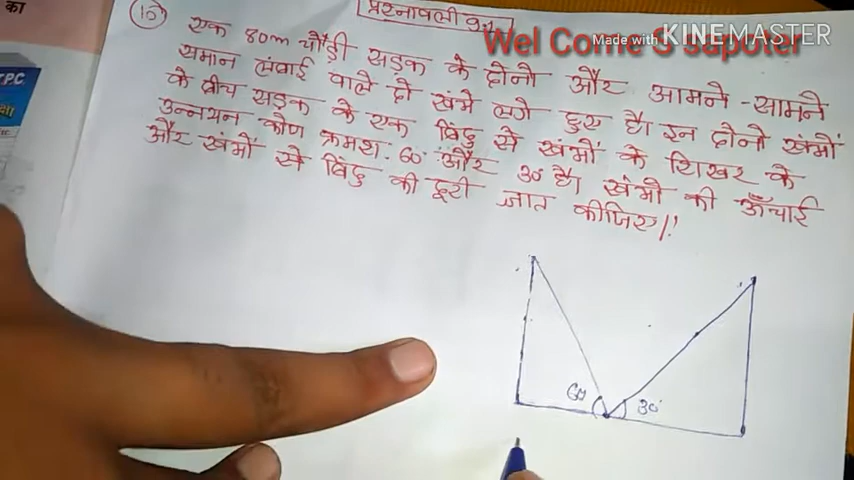 का
T.P.C.
प्रश्नावली 9.1
Wel Come S sapoter
Made with KINEMASTER
10 एक 80m चौड़ी सड़क के दोनो और आमने-सामने
समान लंबाई वाले दो खंभे लगे हुए है। इन दोनो खंभों
के बीच सड़क के एक बिंदु से खंभों के शिखर के
उन्नयन कोण क्रमश. 60° और 30° है। खंभों की ऊँचाई
और खंभों से बिंदु की दूरी ज्ञात कीजिए।।
60°
30°